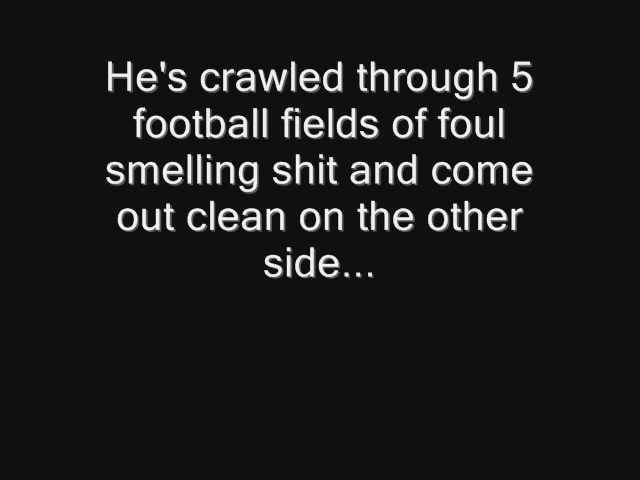 He's crawled through 5
football fields of foul
smelling shit and come
out clean on the other
side...